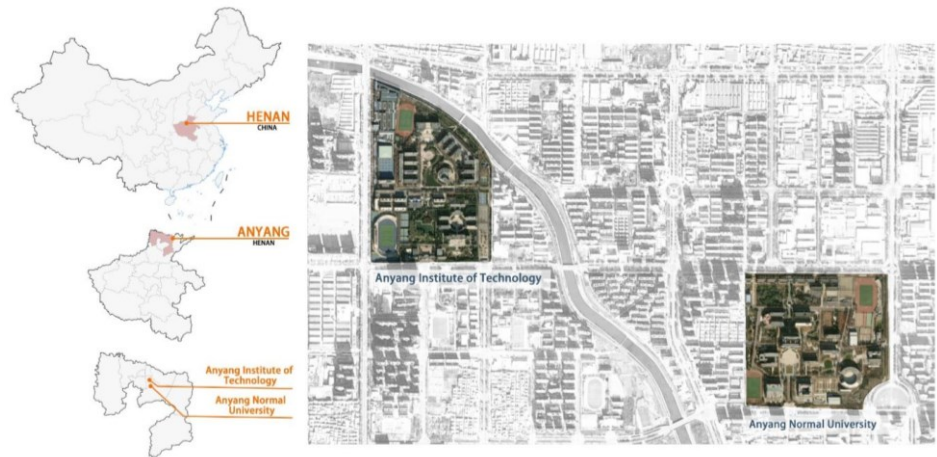 HENAN
CHINA
ANYANG
HENAN
Anyang Institute of
Technology
Anyang Normal
University
Anyang Institute of Technology
Anyang Normal University